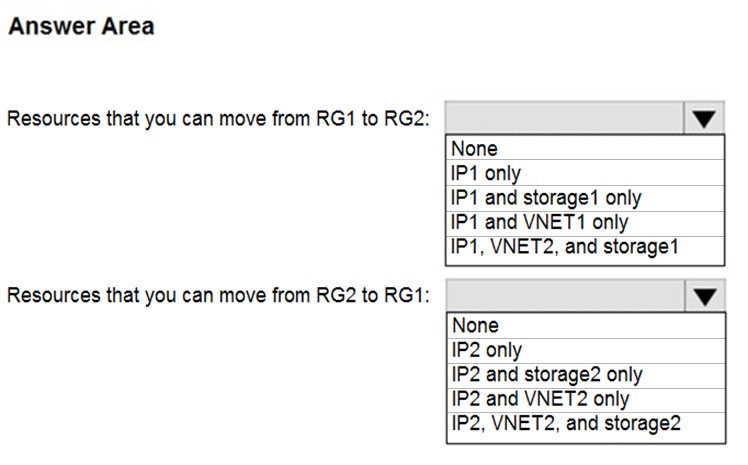 Answer Area
Resources that you can move from RG1 to RG2:
None
IP1 only
IP1 and storage1 only
IP1 and VNET1 only
IP1, VNET2, and storage1
Resources that you can move from RG2 to RG1:
None
IP2 only
IP2 and storage2 only
IP2 and VNET2 only
IP2, VNET2, and storage2